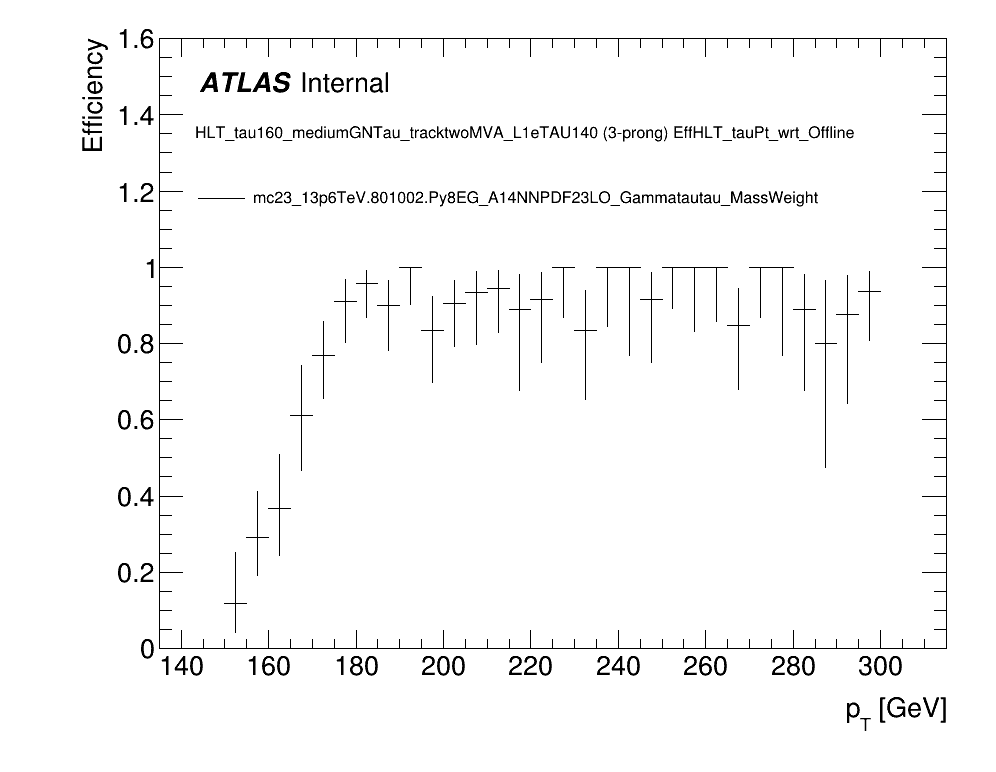 Efficiency
1.6
1.4
1.2
1
0.8
0.6
0.4
0.2
0
ATLAS Internal
HLT_tau160_mediumGNTau_tracktwoMVA_L1eTAU140 (3-prong) EffHLT_tauPt_wrt_Offline
mc23_13p6TeV.801002.Py8EG_A14NNPDF23LO_Gammatautau_MassWeight
140 160 180 200 220 240 260 280 300
p_T [GeV]